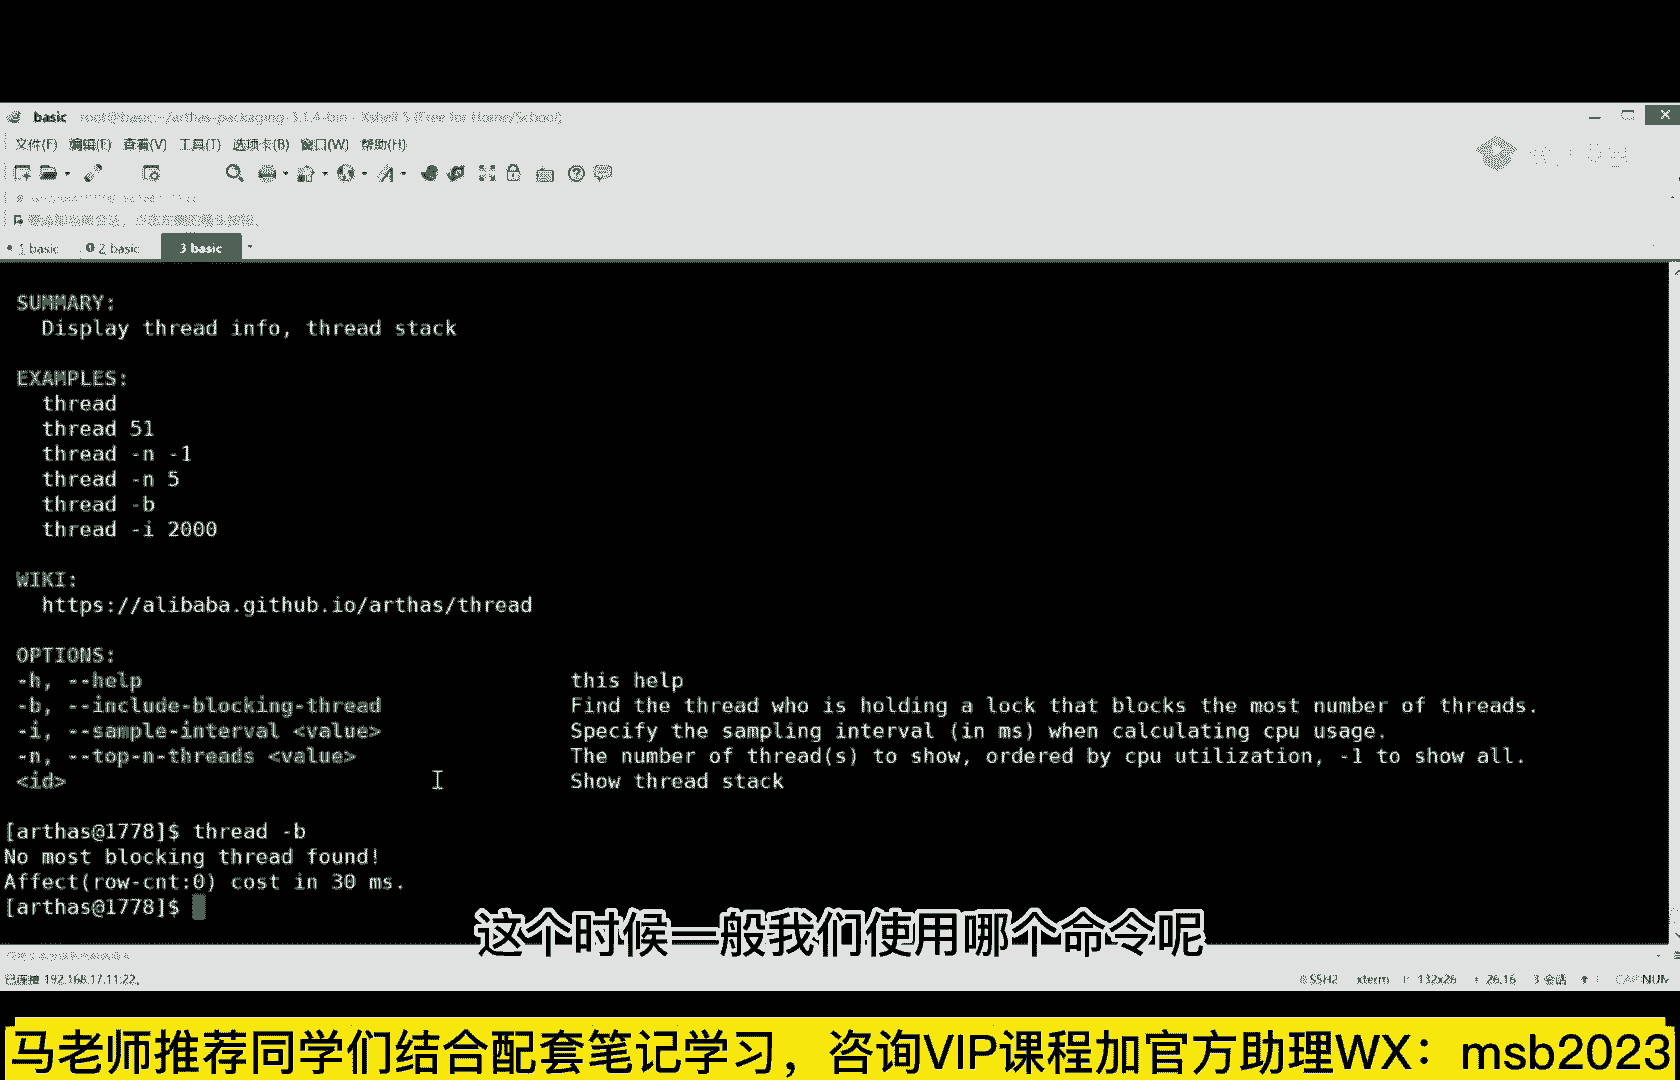 basic root@basic:~/arthas-packaging-3.1.4-bin - Xshell 5 (Free for Home/School)
文件(F) 编辑(E) 查看(V) 工具(T) 选项卡(B) 窗口(W) 帮助(H)
1 basic 2 basic 3 basic
SUMMARY:
Display thread info, thread stack
EXAMPLES:
thread
thread 51
thread -n -1
thread -n 5
thread -b
thread -i 2000
WIKI:
https://alibaba.github.io/arthas/thread
OPTIONS:
-h, --help this help
-b, --include-blocking-thread Find the thread who is holding a lock that blocks the most number of threads.
-i, --sample-interval <value> Specify the sampling interval (in ms) when calculating cpu usage.
-n, --top-n-threads <value> The number of thread(s) to show, ordered by cpu utilization, -1 to show all.
<id> Show thread stack
[arthas@1778]$ thread -b
No most blocking thread found!
Affect(row-cnt:0) cost in 30 ms.
[arthas@1778]$
这个时候一般我们使用哪个命令呢
已连接 192.168.17.11:22。 SSH2 xterm 132x26 26,16 3 会话 CAP NUM
马老师推荐同学们结合配套笔记学习，咨询VIP课程加官方助理WX：msb2023